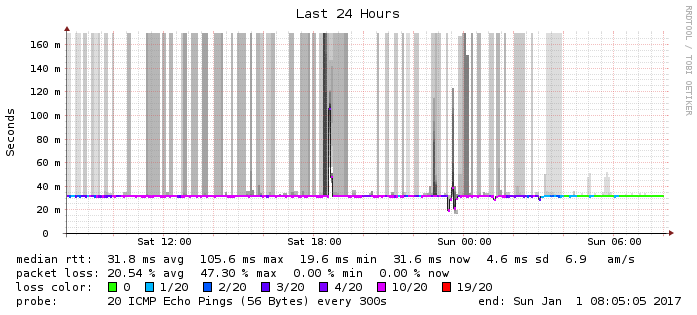 Last 24 Hours
RRDTOOL / TOBI OETIKER
Seconds
160 m
140 m
120 m
100 m
80 m
60 m
40 m
20 m
0
Sat 12:00 Sat 18:00 Sun 00:00 Sun 06:00
median rtt: 31.8 ms avg 105.6 ms max 19.6 ms min 31.6 ms now 4.6 ms sd 6.9 am/s
packet loss: 20.54 % avg 47.30 % max 0.00 % min 0.00 % now
loss color: 0 1/20 2/20 3/20 4/20 10/20 19/20
probe: 20 ICMP Echo Pings (56 Bytes) every 300s end: Sun Jan 1 08:05:05 2017